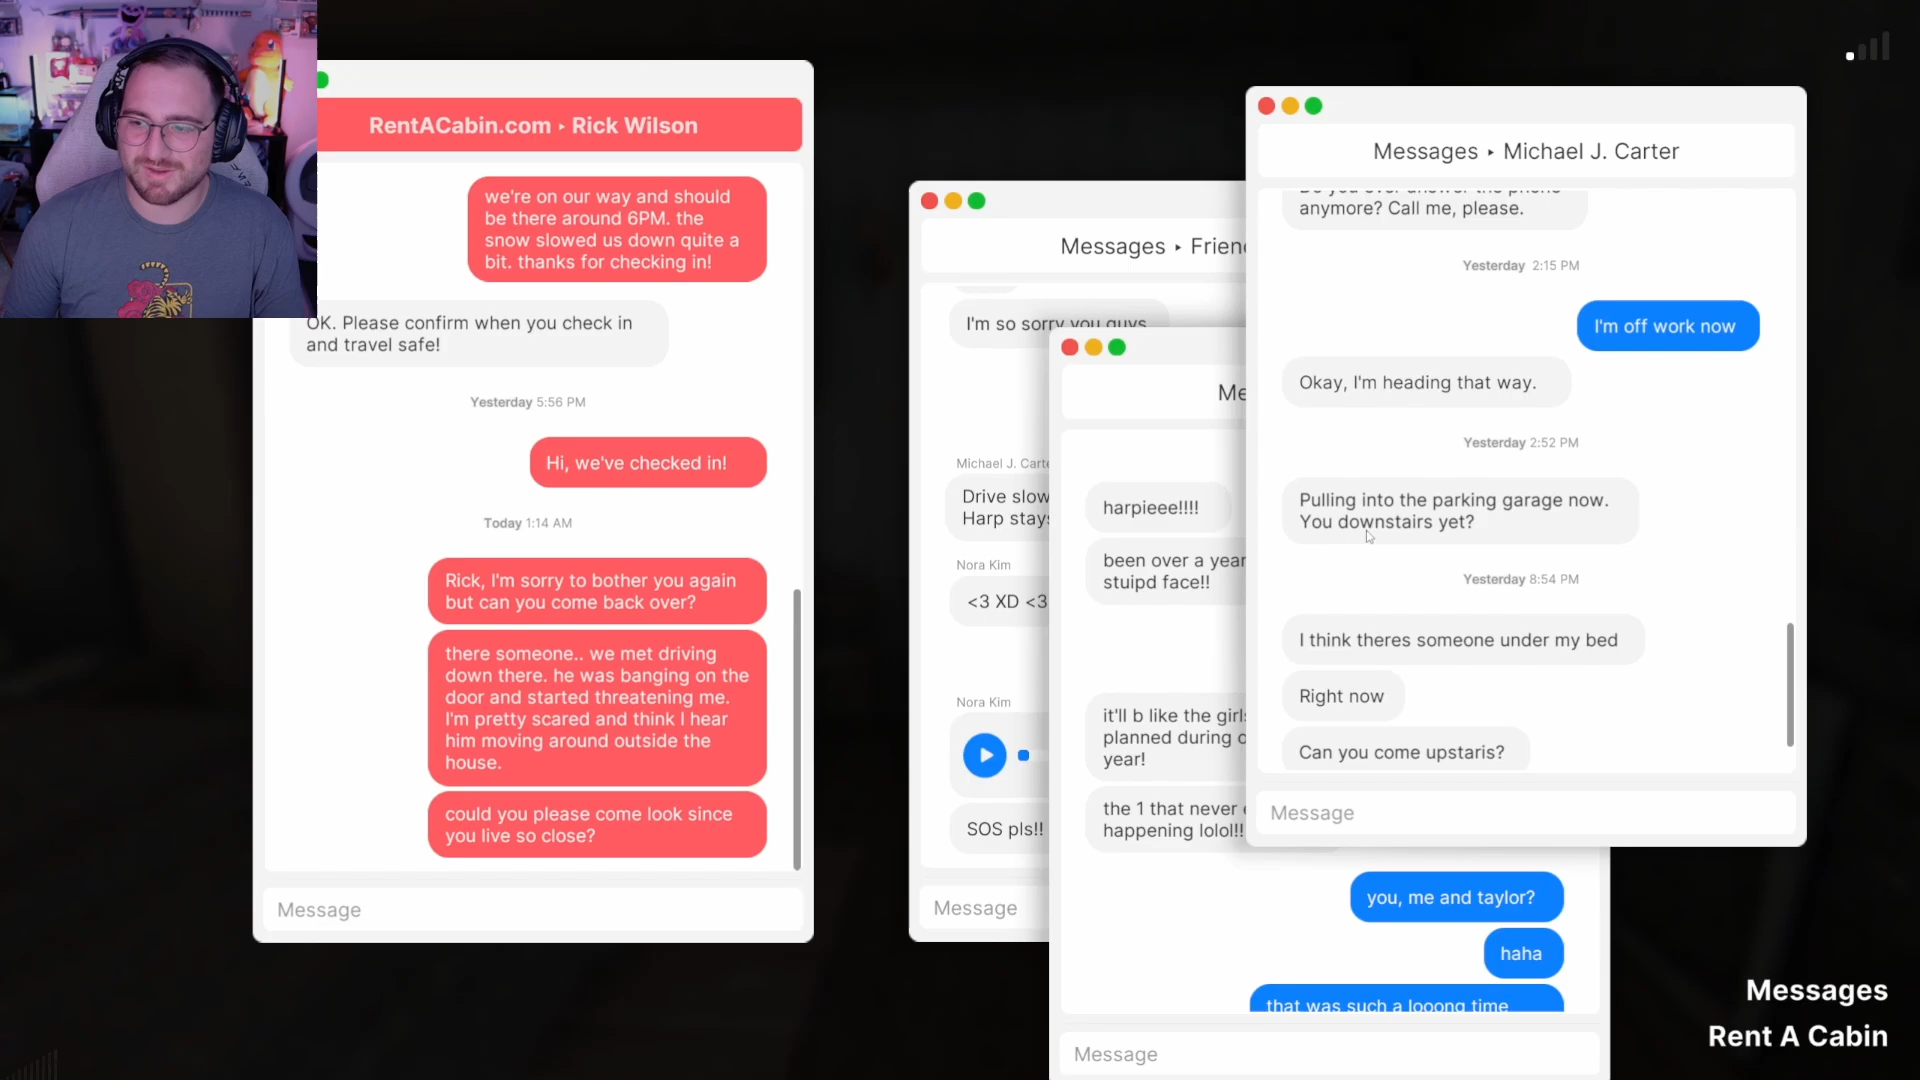 RentACabin.com ‣ Rick Wilson
we're on our way and should
be there around 6PM. the
snow slowed us down quite a
bit. thanks for checking in!
OK. Please confirm when you check in
and travel safe!
Yesterday 5:56 PM
Hi, we've checked in!
Today 1:14 AM
Rick, I'm sorry to bother you again
but can you come back over?
there someone.. we met driving
down there. he was banging on the
door and started threatening me.
I'm pretty scared and think I hear
him moving around outside the
house.
could you please come look since
you live so close?
Message
Messages ‣ Frien
I'm so sorry you guys
Michael J. Carte
Drive slow
Harp stay
Nora Kim
<3 XD <3
Nora Kim
SOS pls!!
Message
Me
harpieee!!!!
been over a year
stuipd face!!
it'll b like the girl
planned during
year!
the 1 that never
happening lolol!!
you, me and taylor?
haha
that was such a looong time
Message
Messages ‣ Michael J. Carter
Do you ever answer the phone
anymore? Call me, please.
Yesterday 2:15 PM
I'm off work now
Okay, I'm heading that way.
Yesterday 2:52 PM
Pulling into the parking garage now.
You downstairs yet?
Yesterday 8:54 PM
I think theres someone under my bed
Right now
Can you come upstaris?
Message
Messages
Rent A Cabin